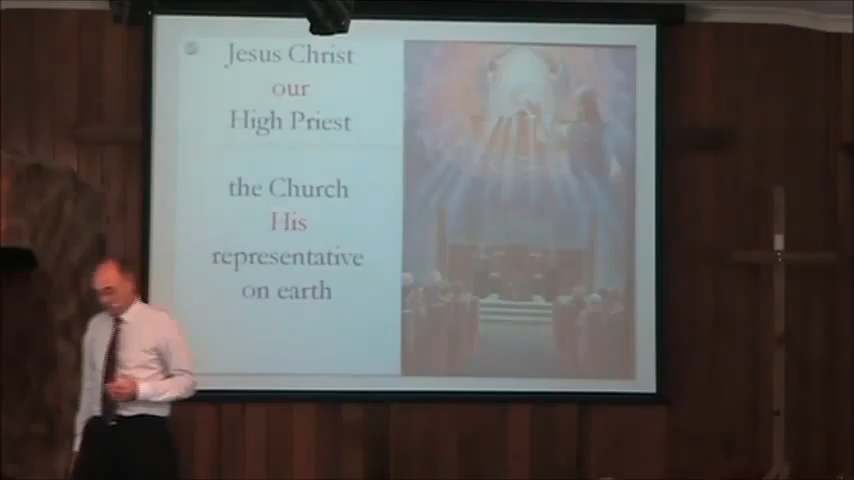 Jesus Christ
our
High Priest
the Church
His
representative
on earth